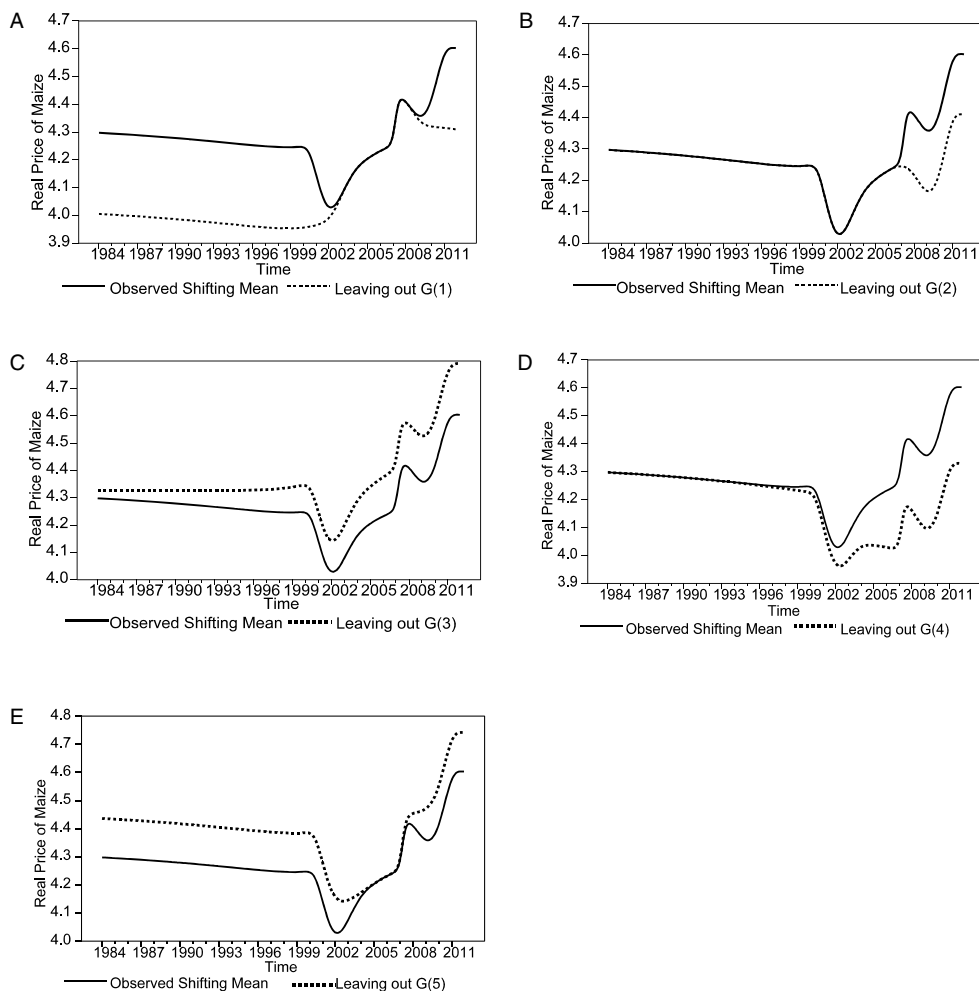 A
Real Price of Maize
4.7
4.6
4.5
4.4
4.3
4.2
4.1
4.0
3.9
1984 1987 1990 1993 1996 1999 2002 2005 2008 2011
Time
Observed Shifting Mean Leaving out G(1)
B
Real Price of Maize
4.7
4.6
4.5
4.4
4.3
4.2
4.1
4.0
1984 1987 1990 1993 1996 1999 2002 2005 2008 2011
Time
Observed Shifting Mean Leaving out G(2)
C
Real Price of Maize
4.8
4.7
4.6
4.5
4.4
4.3
4.2
4.1
4.0
1984 1987 1990 1993 1996 1999 2002 2005 2008 2011
Time
Observed Shifting Mean Leaving out G(3)
D
Real Price of Maize
4.7
4.6
4.5
4.4
4.3
4.2
4.1
4.0
3.9
1984 1987 1990 1993 1996 1999 2002 2005 2008 2011
Time
Observed Shifting Mean Leaving out G(4)
E
Real Price of Maize
4.8
4.7
4.6
4.5
4.4
4.3
4.2
4.1
4.0
1984 1987 1990 1993 1996 1999 2002 2005 2008 2011
Time
Observed Shifting Mean Leaving out G(5)